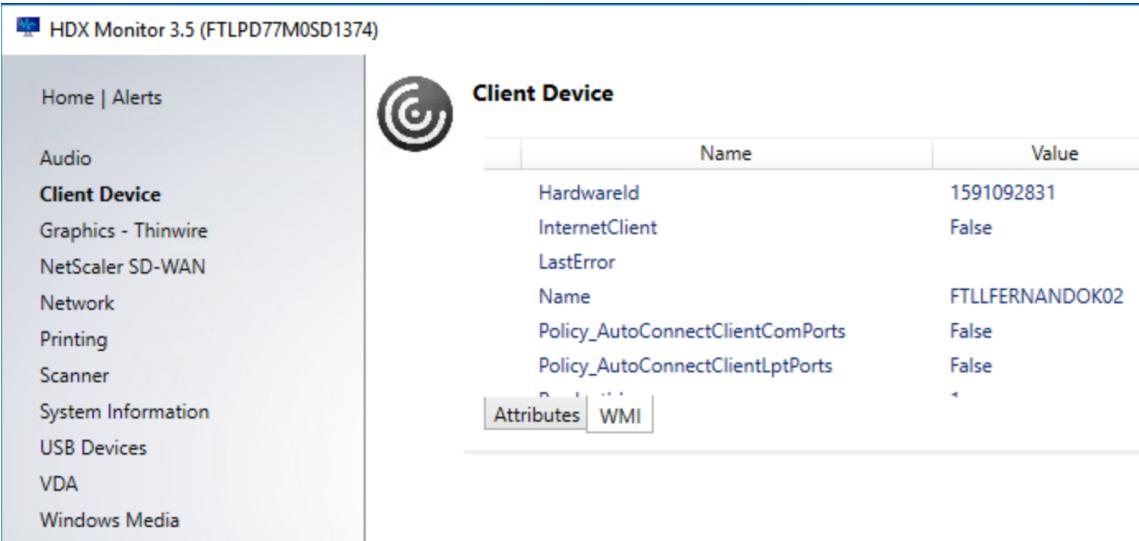 HDX Monitor 3.5 (FTLPD77M0SD1374)
Home | Alerts
Audio
Client Device
Graphics - Thinwire
NetScaler SD-WAN
Network
Printing
Scanner
System Information
USB Devices
VDA
Windows Media
Client Device
Name Value
HardwareId 1591092831
InternetClient False
LastError
Name FTLLFERNANDOK02
Policy_AutoConnectClientComPorts False
Policy_AutoConnectClientLptPorts False
Attributes WMI